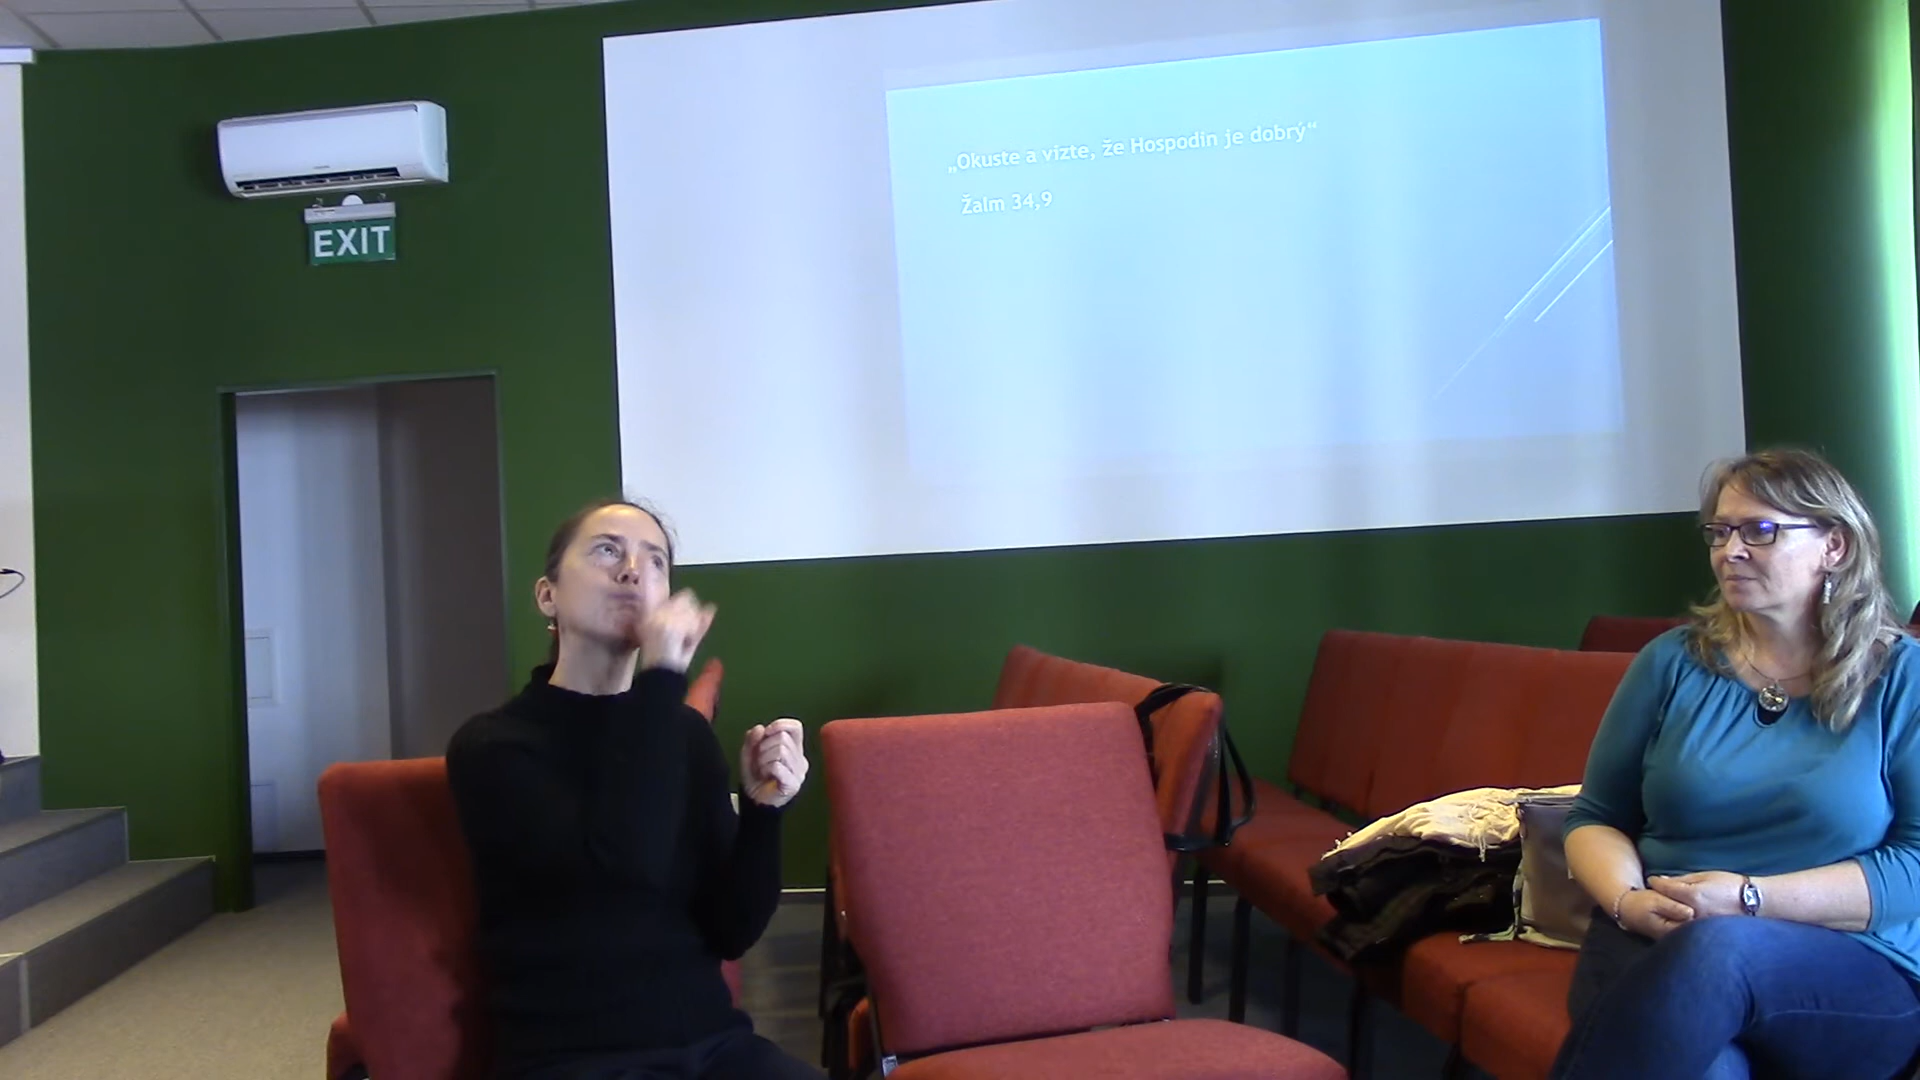 „Okuste a vizte, že Hospodin je dobrý“
Žalm 34,9
EXIT